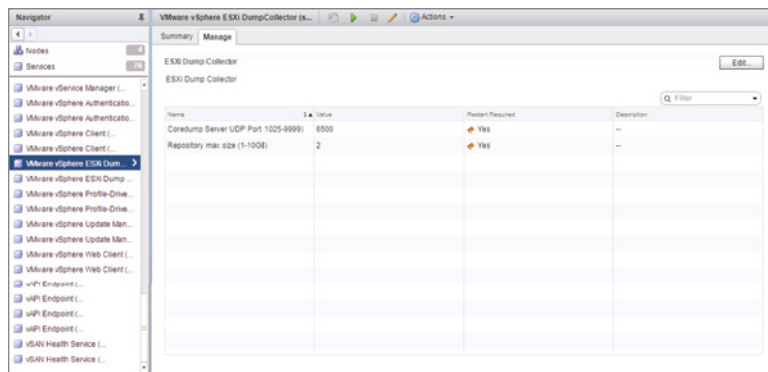 Navigator
VMware vSphere ESXi DumpCollector (s...
Actions
Nodes
4
Services
76
VMware vService Manager (...
VMware vSphere Authenticatio...
VMware vSphere Authenticatio...
VMware vSphere Client (...
VMware vSphere Client (...
VMware vSphere ESXi Dum...
VMware vSphere ESXi Dump ...
VMware vSphere Profile-Drive...
VMware vSphere Profile-Drive...
VMware vSphere Update Man...
VMware vSphere Update Man...
VMware vSphere Web Client (...
VMware vSphere Web Client (...
vAPI Endpoint (...
vAPI Endpoint (...
vAPI Endpoint (...
vAPI Endpoint (...
vSAN Health Service (...
vSAN Health Service (...
Summary
Manage
ESXi Dump Collector
Edit...
ESXi Dump Collector
Filter
Name 1 Value Restart Required Description
Coredump Server UDP Port 1025-9999) 6500 Yes --
Repository max size (1-10GB) 2 Yes --